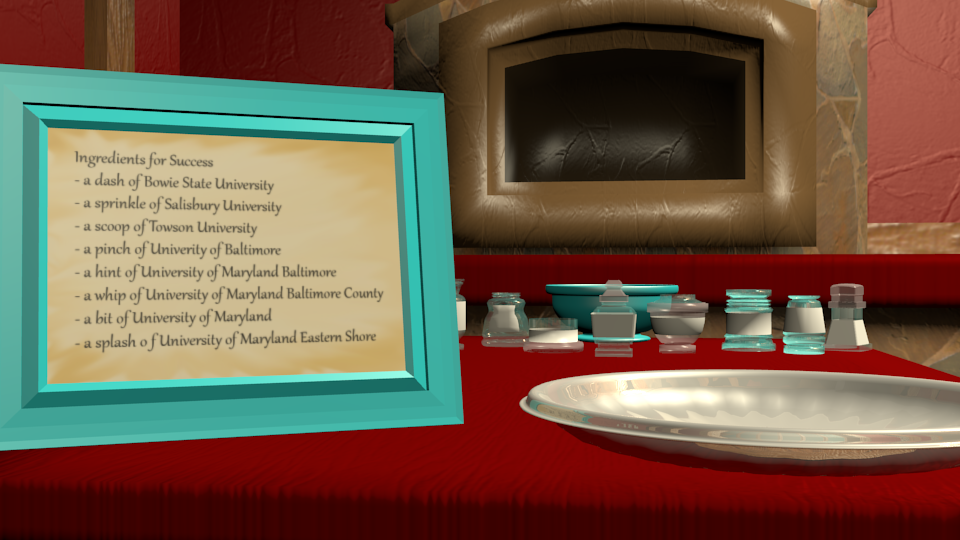 Ingredients for Success
- a dash of Bowie State University
- a sprinkle of Salisbury University
- a scoop of Towson University
- a pinch of Univerity of Baltimore
- a hint of University of Maryland Baltimore
- a whip of University of Maryland Baltimore County
- a bit of University of Maryland
- a splash o f University of Maryland Eastern Shore